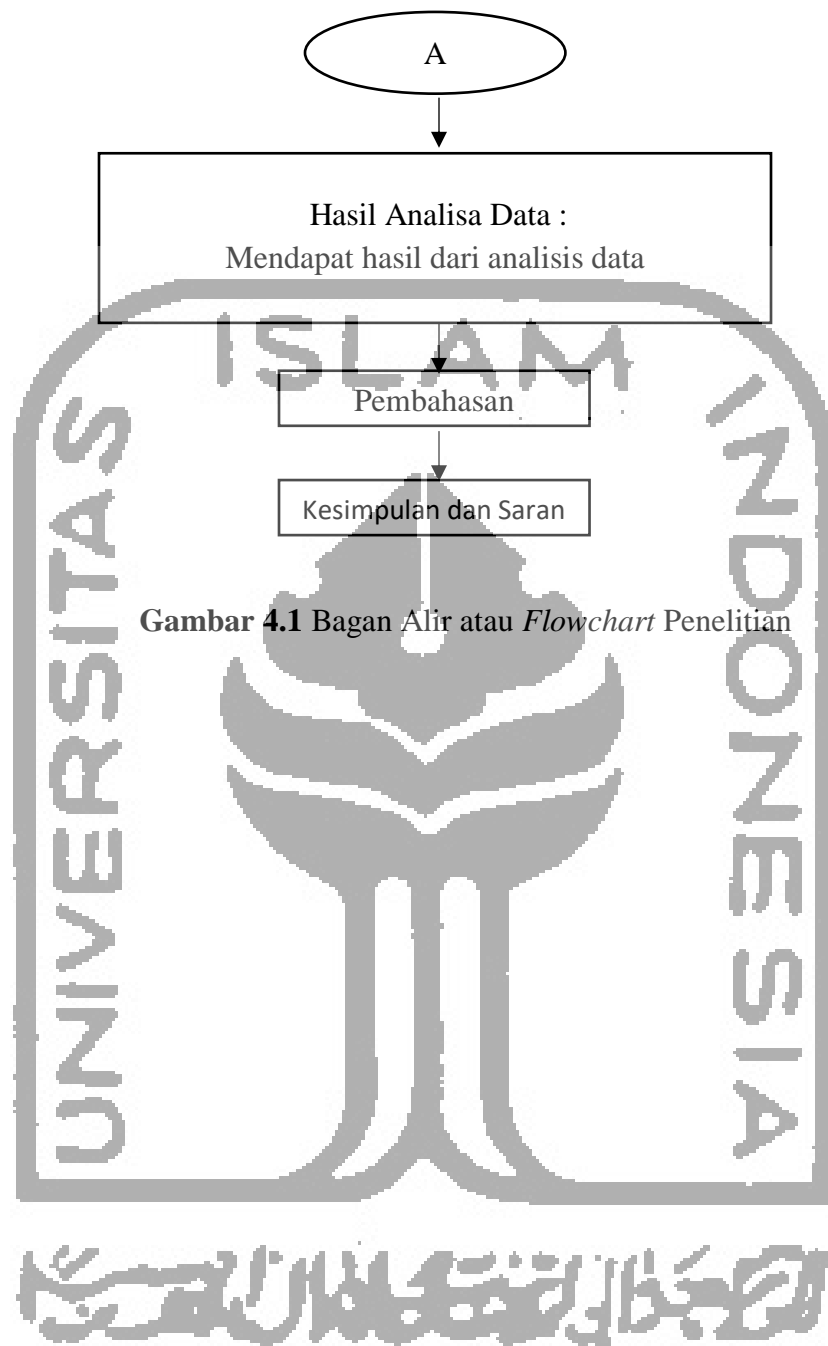 A
Hasil Analisa Data :
Mendapat hasil dari analisis data
ISLAM
UNIVERSITAS
INDONESIA
Pembahasan
Kesimpulan dan Saran
Gambar 4.1 Bagan Alir atau Flowchart Penelitian